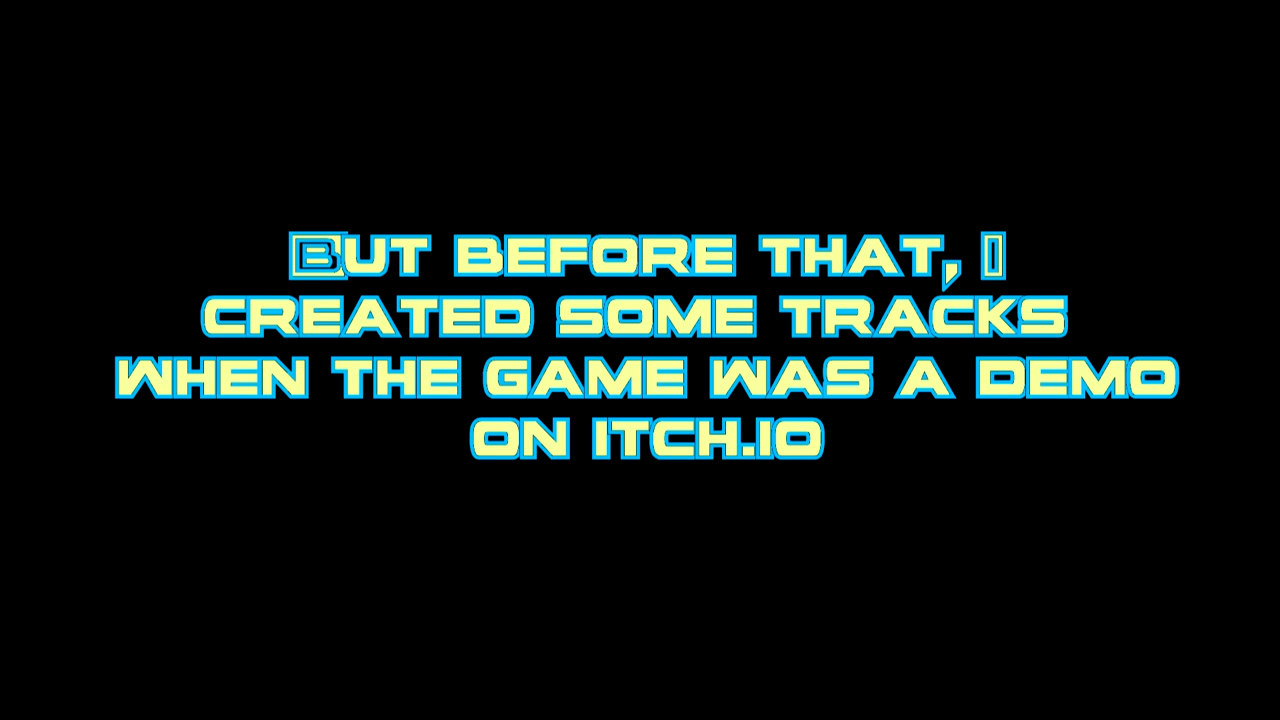 But before that, I
created some tracks
when the game was a demo
on itch.io